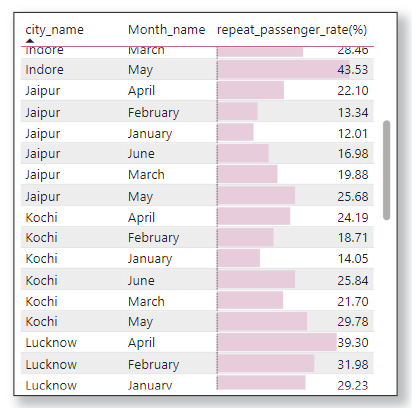 city_name Month_name repeat_passenger_rate(%)
Indore March 28.46
Indore May 43.53
Jaipur April 22.10
Jaipur February 13.34
Jaipur January 12.01
Jaipur June 16.98
Jaipur March 19.88
Jaipur May 25.68
Kochi April 24.19
Kochi February 18.71
Kochi January 14.05
Kochi June 25.84
Kochi March 21.70
Kochi May 29.78
Lucknow April 39.30
Lucknow February 31.98
Lucknow January 29.23